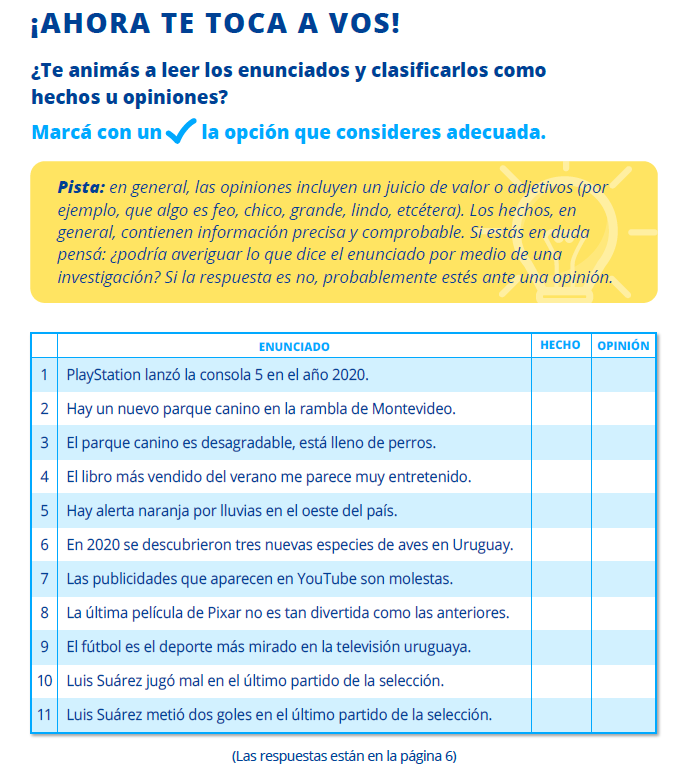 ¡AHORA TE TOCA A VOS!
¿Te animás a leer los enunciados y clasificarlos como
hechos u opiniones?
Marcá con un la opción que consideres adecuada.
Pista: en general, las opiniones incluyen un juicio de valor o adjetivos (por
ejemplo, que algo es feo, chico, grande, lindo, etcétera). Los hechos, en
general, contienen información precisa y comprobable. Si estás en duda
pensá: ¿podría averiguar lo que dice el enunciado por medio de una
investigación? Si la respuesta es no, probablemente estés ante una opinión.
ENUNCIADO HECHO OPINIÓN
1 PlayStation lanzó la consola 5 en el año 2020.
2 Hay un nuevo parque canino en la rambla de Montevideo.
3 El parque canino es desagradable, está lleno de perros.
4 El libro más vendido del verano me parece muy entretenido.
5 Hay alerta naranja por lluvias en el oeste del país.
6 En 2020 se descubrieron tres nuevas especies de aves en Uruguay.
7 Las publicidades que aparecen en YouTube son molestas.
8 La última película de Pixar no es tan divertida como las anteriores.
9 El fútbol es el deporte más mirado en la televisión uruguaya.
10 Luis Suárez jugó mal en el último partido de la selección.
11 Luis Suárez metió dos goles en el último partido de la selección.
(Las respuestas están en la página 6)